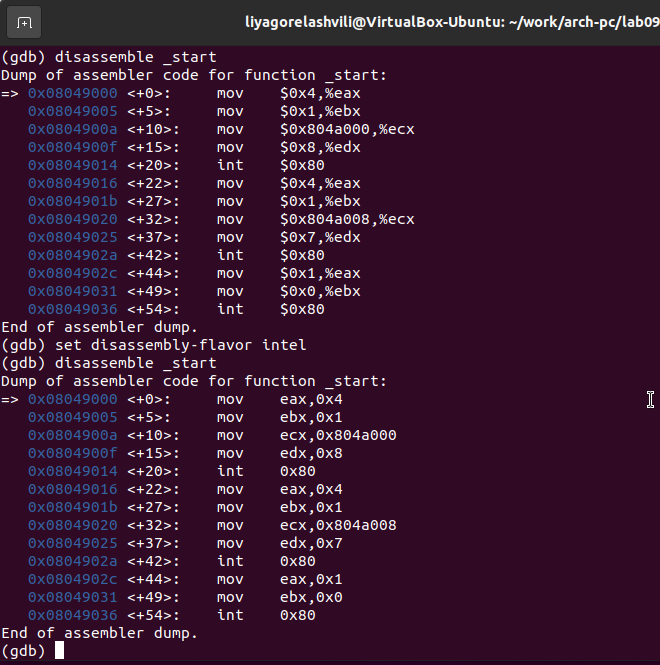 liyagorelashvili@VirtualBox-Ubuntu: ~/work/arch-pc/lab09
(gdb) disassemble _start
Dump of assembler code for function _start:
=> 0x08049000 <+0>:     mov    $0x4,%eax
   0x08049005 <+5>:     mov    $0x1,%ebx
   0x0804900a <+10>:    mov    $0x804a000,%ecx
   0x0804900f <+15>:    mov    $0x8,%edx
   0x08049014 <+20>:    int    $0x80
   0x08049016 <+22>:    mov    $0x4,%eax
   0x0804901b <+27>:    mov    $0x1,%ebx
   0x08049020 <+32>:    mov    $0x804a008,%ecx
   0x08049025 <+37>:    mov    $0x7,%edx
   0x0804902a <+42>:    int    $0x80
   0x0804902c <+44>:    mov    $0x1,%eax
   0x08049031 <+49>:    mov    $0x0,%ebx
   0x08049036 <+54>:    int    $0x80
End of assembler dump.
(gdb) set disassembly-flavor intel
(gdb) disassemble _start
Dump of assembler code for function _start:
=> 0x08049000 <+0>:     mov    eax,0x4
   0x08049005 <+5>:     mov    ebx,0x1
   0x0804900a <+10>:    mov    ecx,0x804a000
   0x0804900f <+15>:    mov    edx,0x8
   0x08049014 <+20>:    int    0x80
   0x08049016 <+22>:    mov    eax,0x4
   0x0804901b <+27>:    mov    ebx,0x1
   0x08049020 <+32>:    mov    ecx,0x804a008
   0x08049025 <+37>:    mov    edx,0x7
   0x0804902a <+42>:    int    0x80
   0x0804902c <+44>:    mov    eax,0x1
   0x08049031 <+49>:    mov    ebx,0x0
   0x08049036 <+54>:    int    0x80
End of assembler dump.
(gdb)